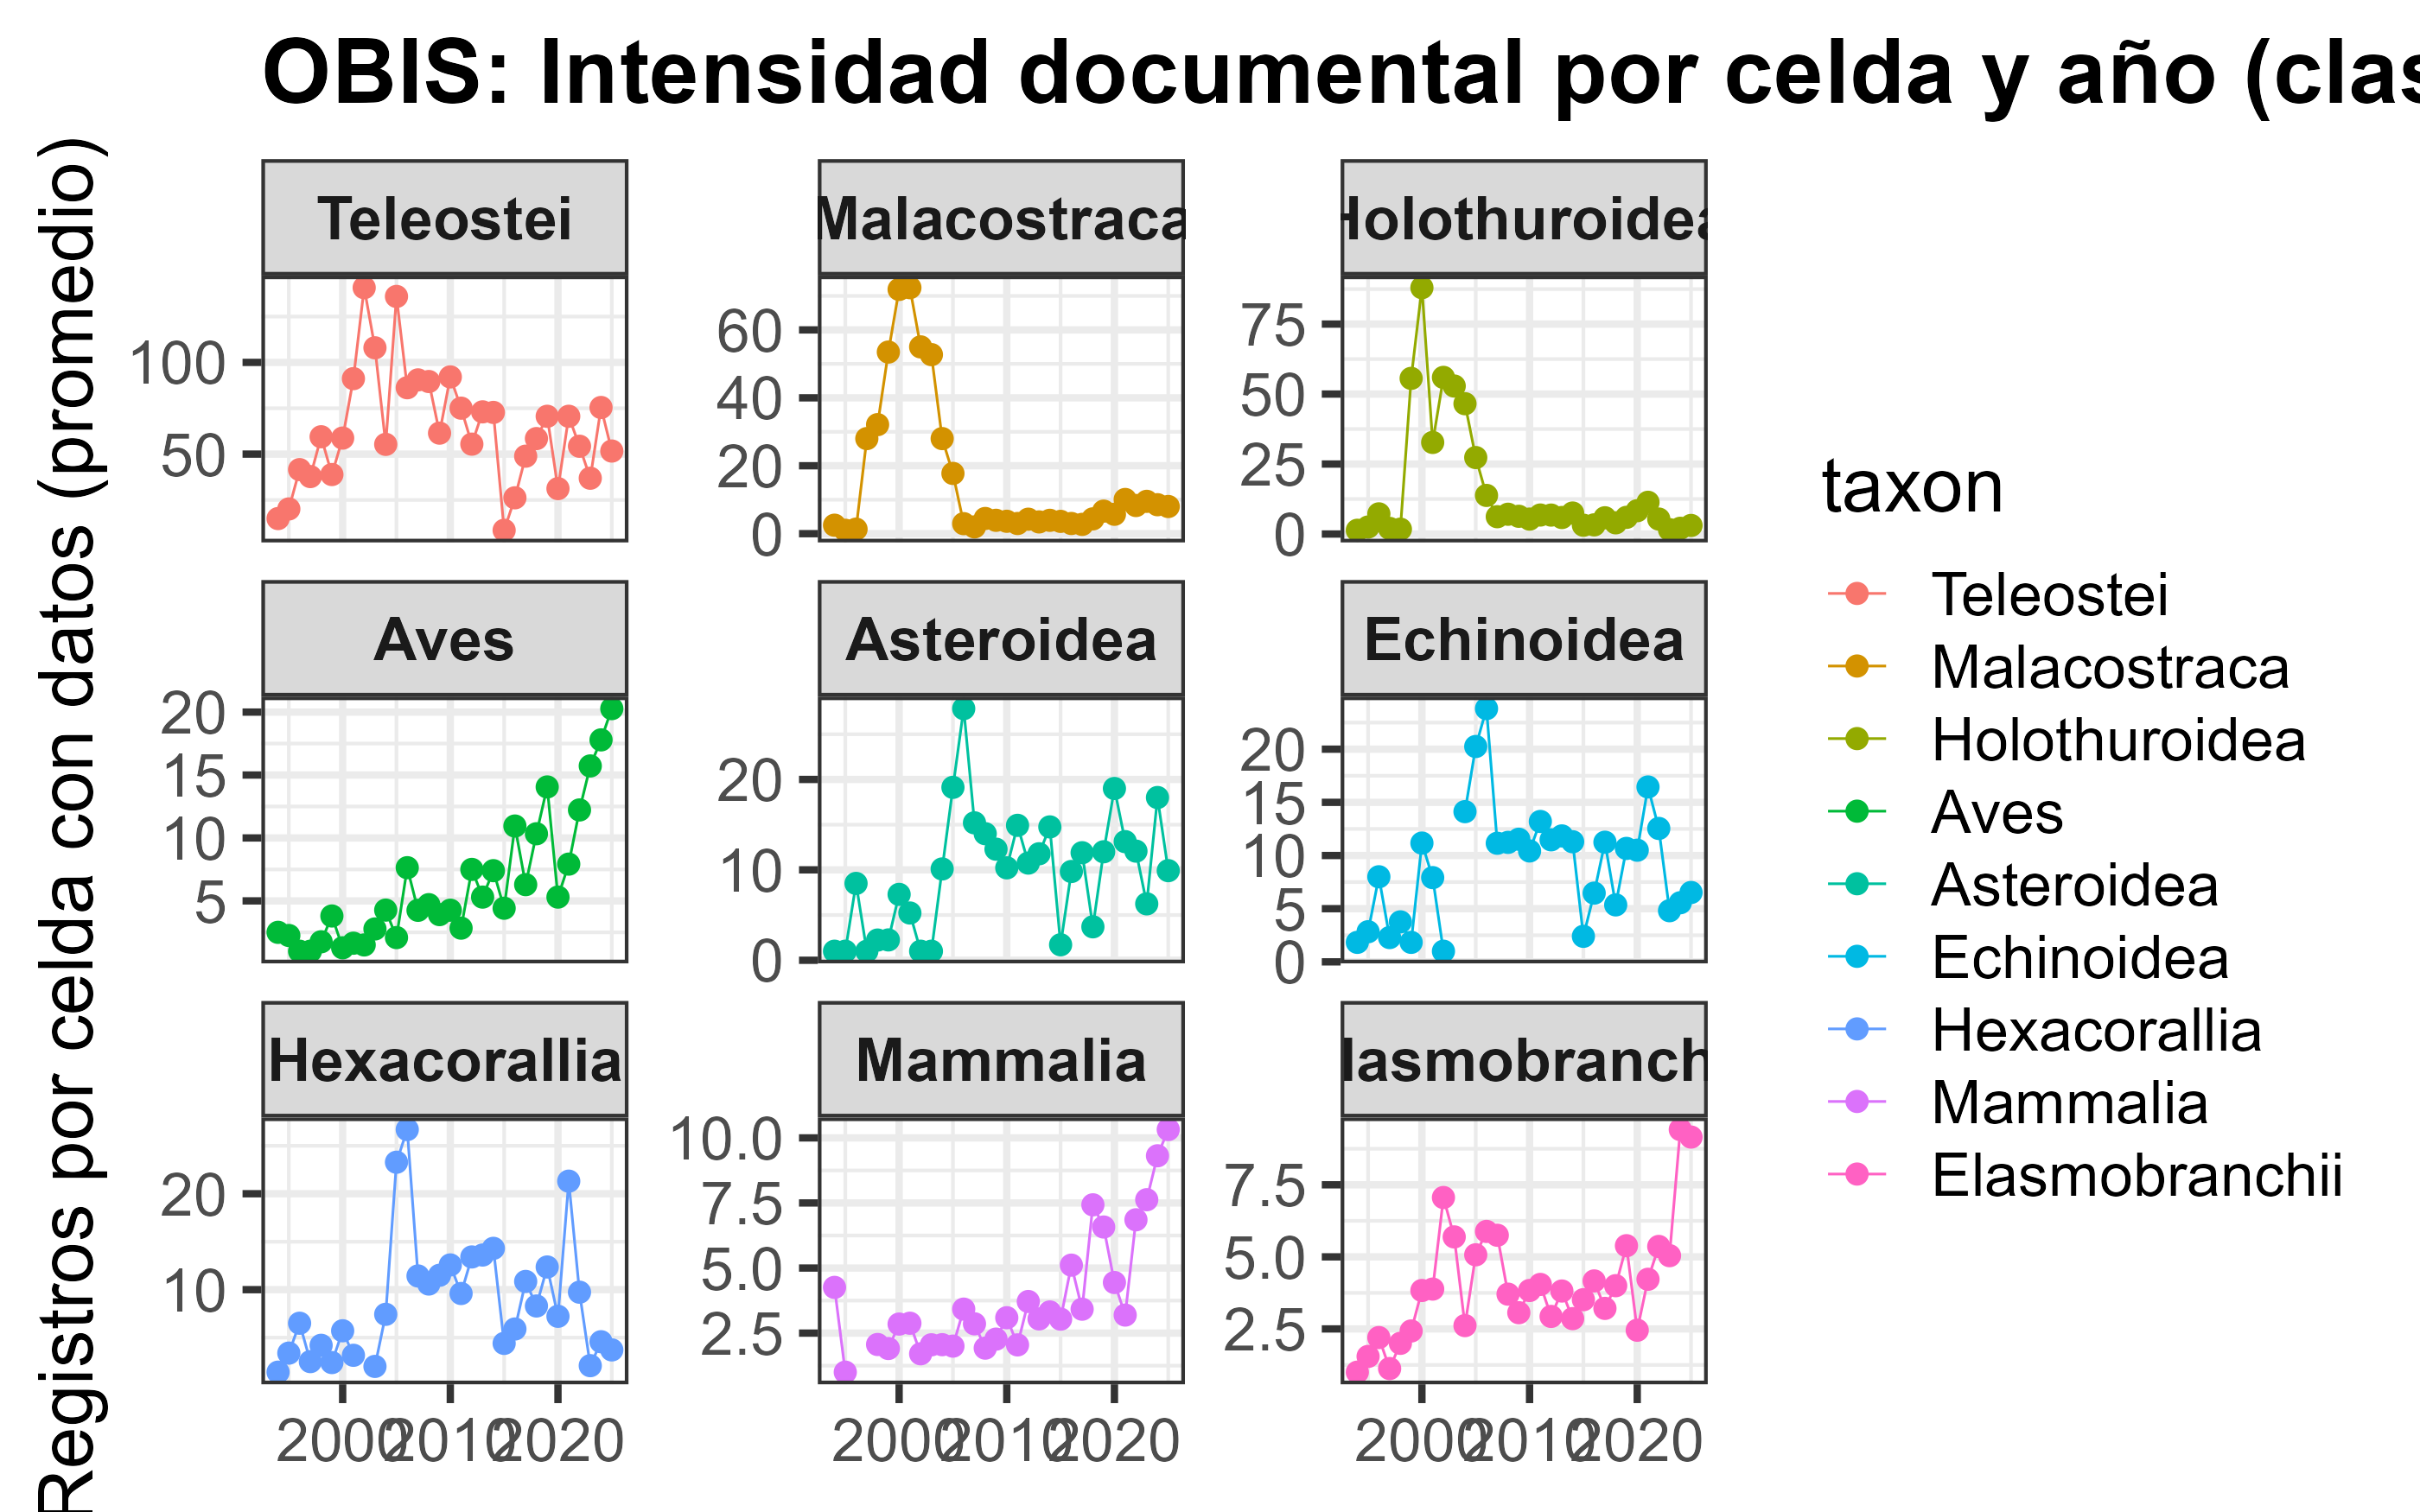 OBIS: Intensidad documental por celda y año (clas
Registros por celda con datos (promedio)
Teleostei
Malacostraca
Holothuroidea
100
50
60
40
20
0
75
50
25
0
Aves
Asteroidea
Echinoidea
20
15
10
5
20
10
0
20
15
10
5
0
Hexacorallia
Mammalia
lasmobranch
20
10
10.0
7.5
5.0
2.5
7.5
5.0
2.5
2000 2010 2020
2000 2010 2020
2000 2010 2020
taxon
Teleostei
Malacostraca
Holothuroidea
Aves
Asteroidea
Echinoidea
Hexacorallia
Mammalia
Elasmobranchii